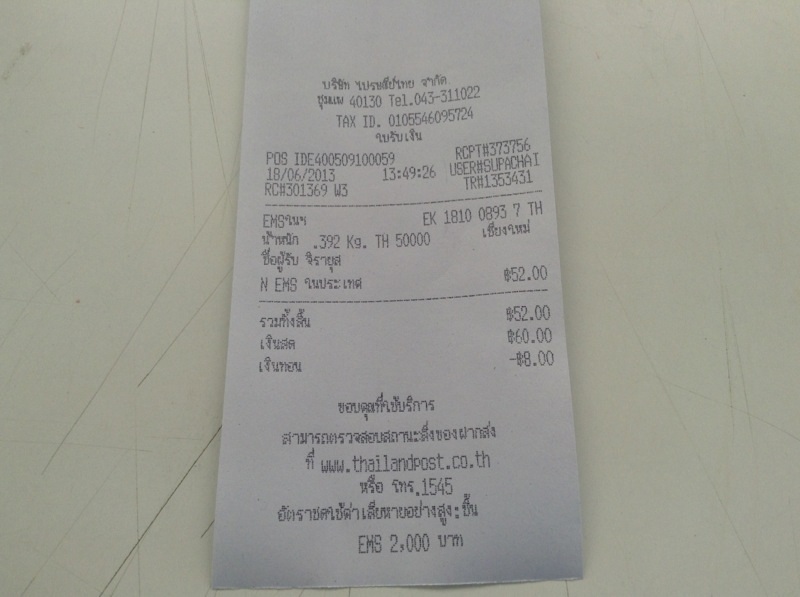 บริษัท ไปรษณีย์ไทย จำกัด
ชุมแพ 40130 Tel.043-311022
TAX ID. 0105546095724
ใบรับเงิน
POS IDE400509100059 RCPT#373756
18/06/2013 13:49:26 USER#SUPACHAI
RC#301369 W3 TR#1353431
EMSในฯ EK 1810 0893 7 TH
น้ำหนัก .392 Kg. TH 50000 เชียงใหม่
ชื่อผู้รับ จิรายุส
N EMS ในประเทศ ฿52.00
รวมทั้งสิ้น ฿52.00
เงินสด ฿60.00
เงินทอน -฿8.00
ขอบคุณที่ใช้บริการ
สามารถตรวจสอบสถานะสิ่งของฝากส่ง
ที่ www.thailandpost.co.th
หรือ โทร.1545
อัตราชดใช้ค่าเสียหายอย่างสูง:ชิ้น
EMS 2,000 บาท